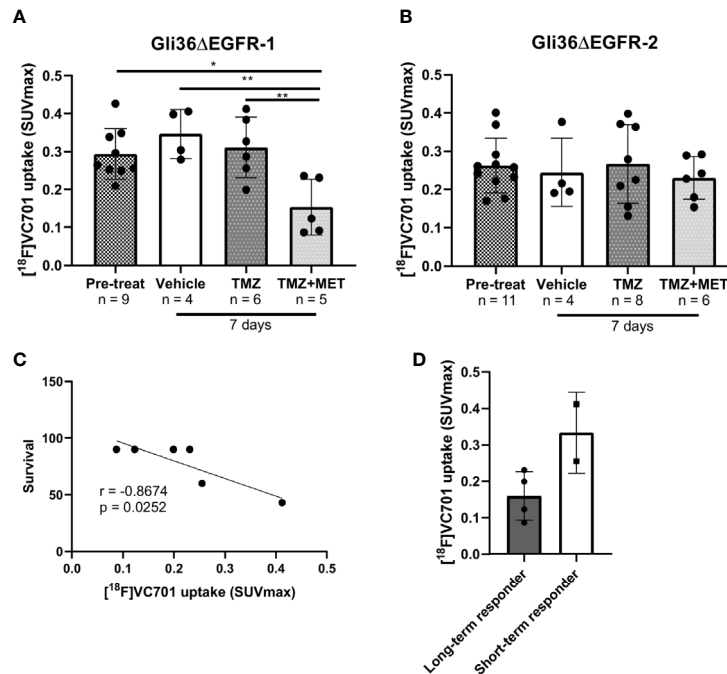 A
Gli36ΔEGFR-1
*
**
**
[¹⁸F]VC701 uptake (SUVmax)
0.5
0.4
0.3
0.2
0.1
0.0
Pre-treat Vehicle TMZ TMZ+MET
n = 9 n = 4 n = 6 n = 5
7 days
B
Gli36ΔEGFR-2
[¹⁸F]VC701 uptake (SUVmax)
0.5
0.4
0.3
0.2
0.1
0.0
Pre-treat Vehicle TMZ TMZ+MET
n = 11 n = 4 n = 8 n = 6
7 days
C
Survival
150
100
50
0
r = -0.8674
p = 0.0252
0.0 0.1 0.2 0.3 0.4 0.5
[¹⁸F]VC701 uptake (SUVmax)
D
[¹⁸F]VC701 uptake (SUVmax)
0.5
0.4
0.3
0.2
0.1
0.0
Long-term responder
Short-term responder